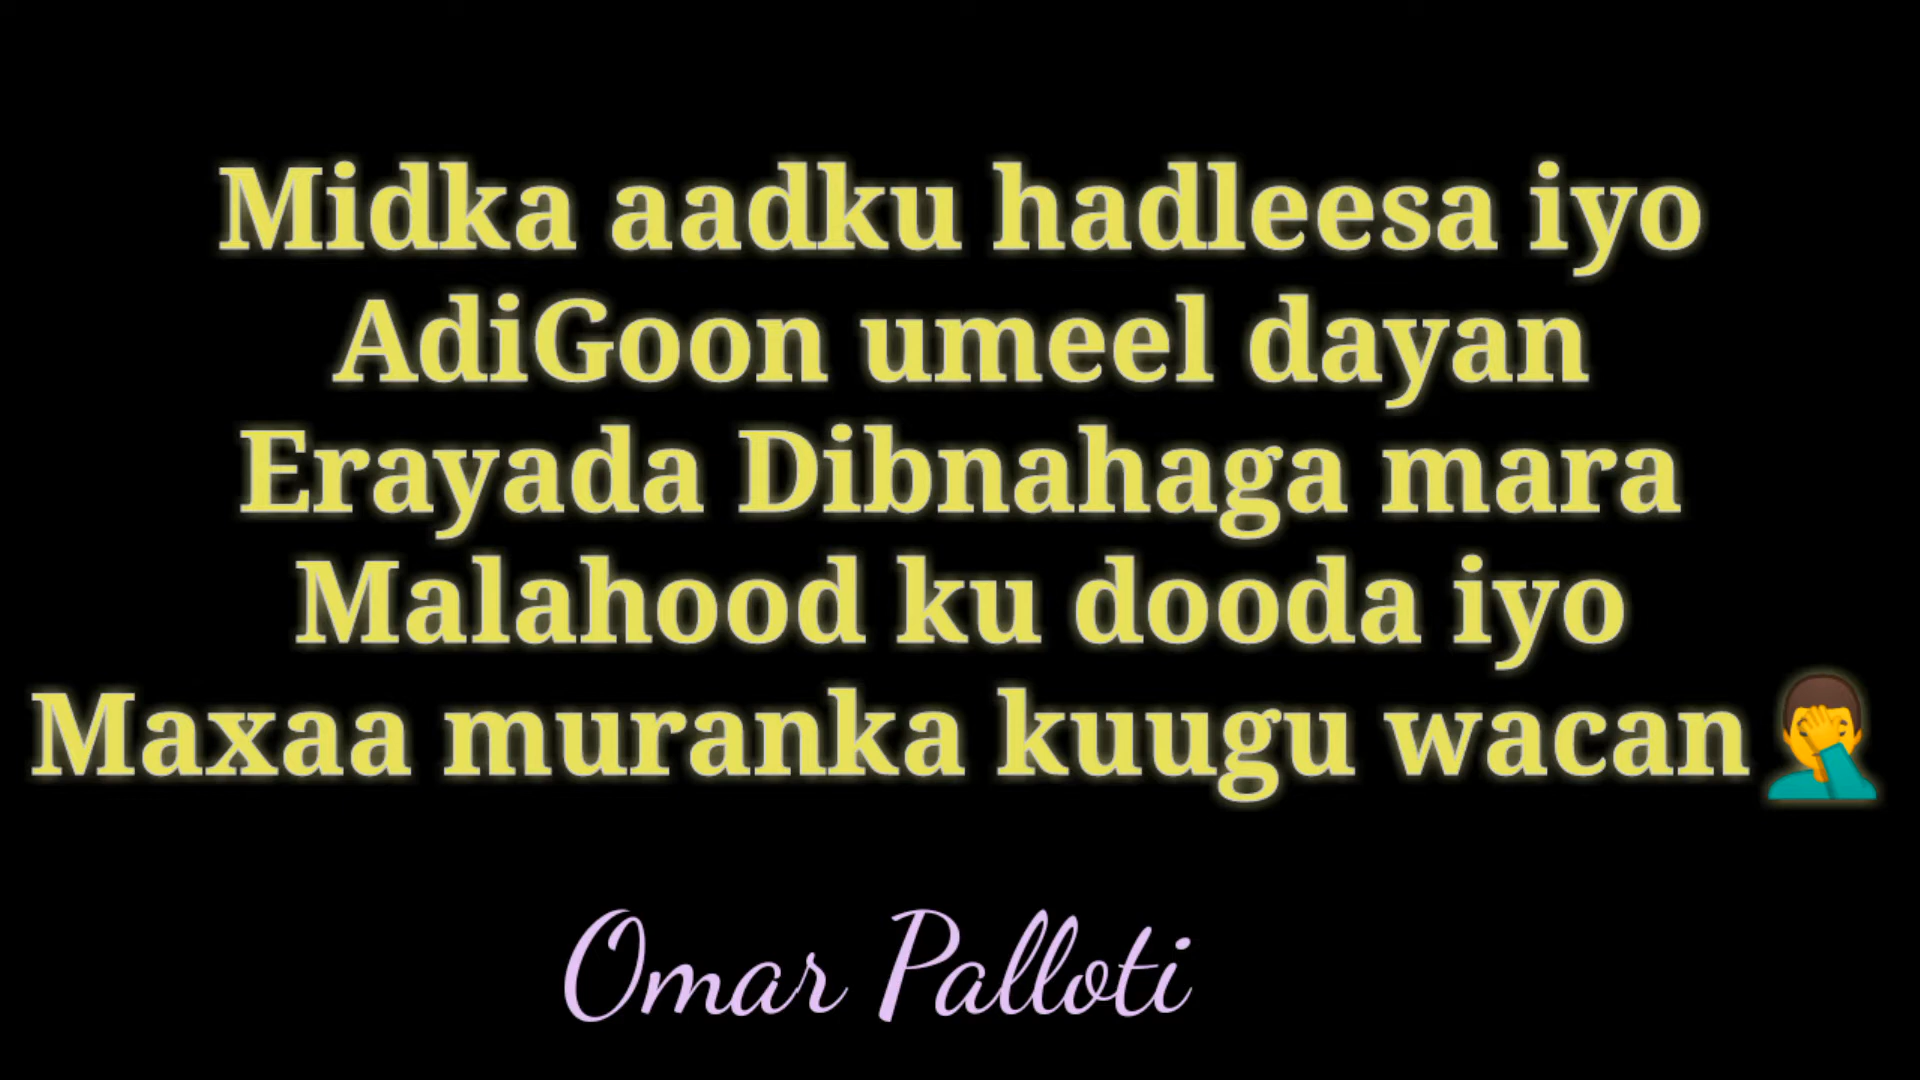 Midka aadku hadleesa iyo
AdiGoon umeel dayan
Erayada Dibnahaga mara
Malahood ku dooda iyo
Maxaa muranka kuugu wacan🤦‍♂️
Omar Palloti